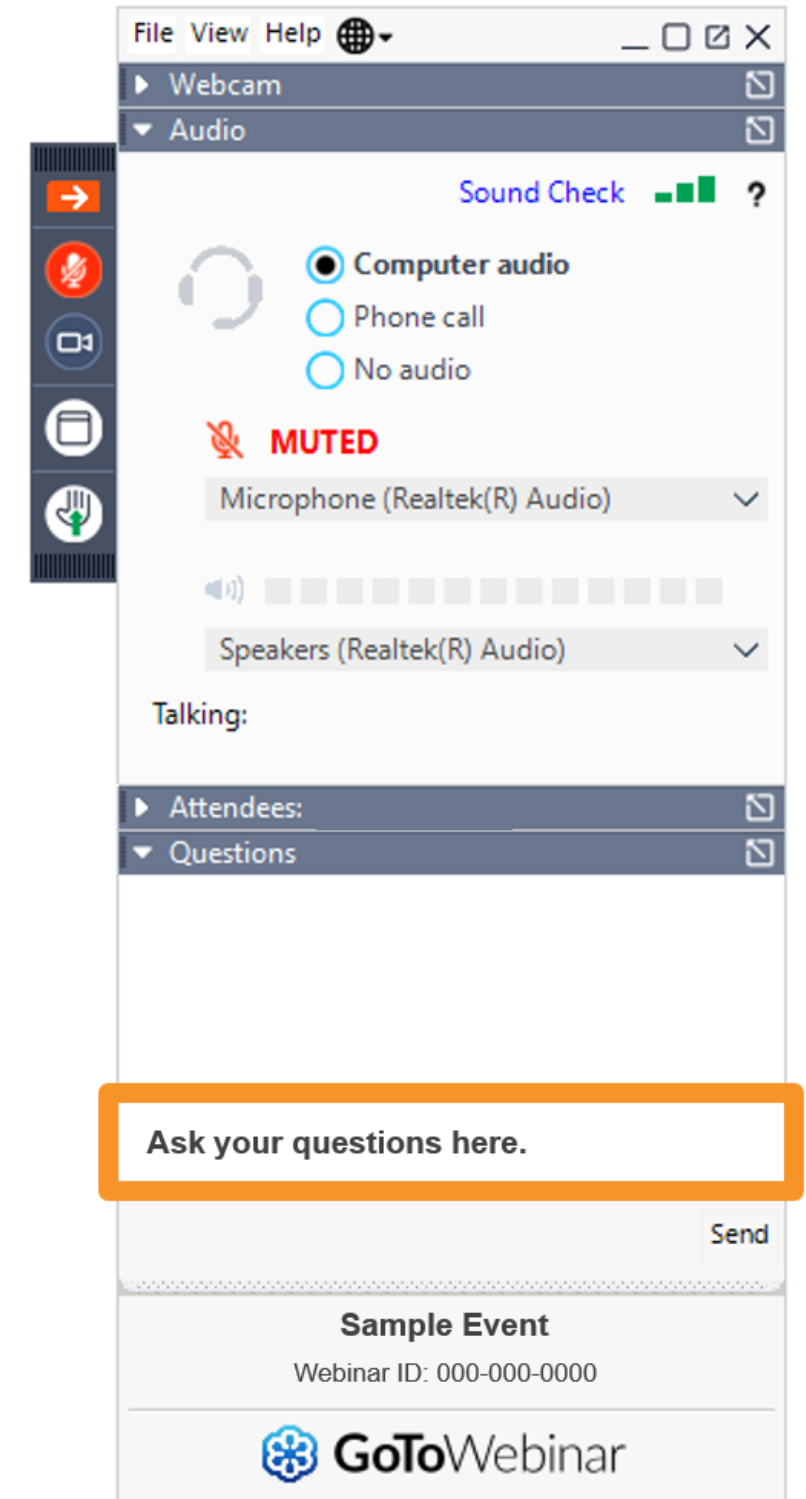 File View Help
Webcam
Audio
Sound Check ?
Computer audio
Phone call
No audio
MUTED
Microphone (Realtek(R) Audio)
Speakers (Realtek(R) Audio)
Talking:
Attendees:
Questions
Ask your questions here.
Send
Sample Event
Webinar ID: 000-000-0000
GoToWebinar